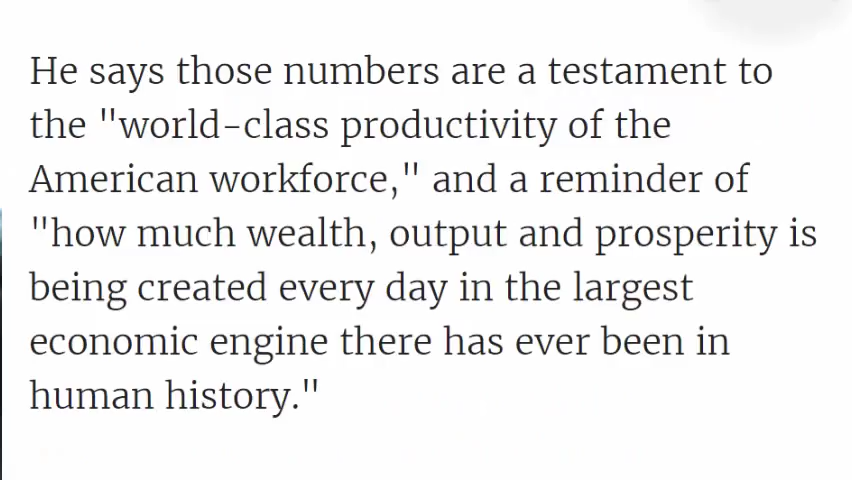 He says those numbers are a testament to
the "world-class productivity of the
American workforce," and a reminder of
"how much wealth, output and prosperity is
being created every day in the largest
economic engine there has ever been in
human history."